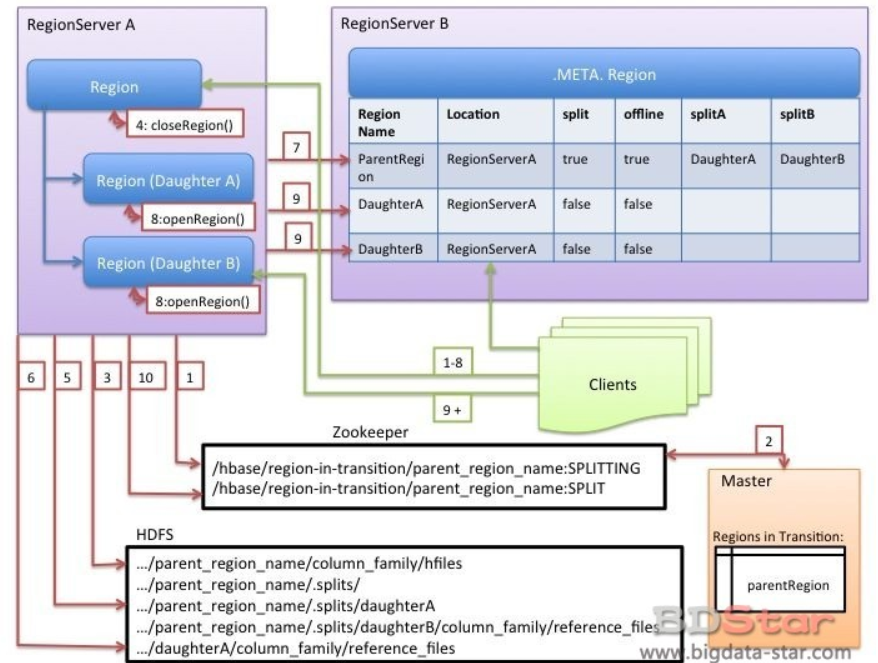 RegionServer A
Region
4: closeRegion()
Region (Daughter A)
8:openRegion()
Region (Daughter B)
8:openRegion()
7
9
9
RegionServer B
.META. Region
Region Name
Location
split
offline
splitA
splitB
ParentRegi
on
RegionServerA
true
true
DaughterA
DaughterB
DaughterA
RegionServerA
false
false
DaughterB
RegionServerA
false
false
6
5
3
10
1
1-8
9 +
Clients
2
Zookeeper
/hbase/region-in-transition/parent_region_name:SPLITTING
/hbase/region-in-transition/parent_region_name:SPLIT
Master
Regions in Transition:
parentRegion
HDFS
.../parent_region_name/column_family/hfiles
.../parent_region_name/.splits/
.../parent_region_name/.splits/daughterA
.../parent_region_name/.splits/daughterB/column_family/reference_files
.../daughterA/column_family/reference_files
BDStar
www.bigdata-star.com